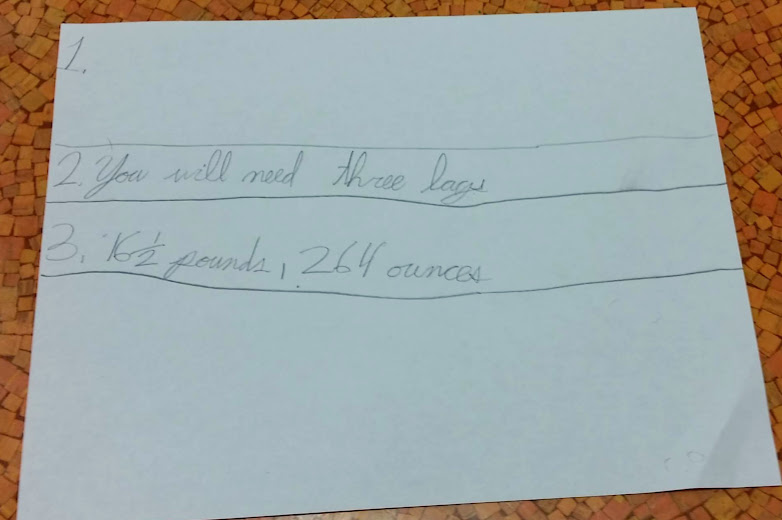 1.
2. You will need three bags
3. 16½ pounds, 264 ounces